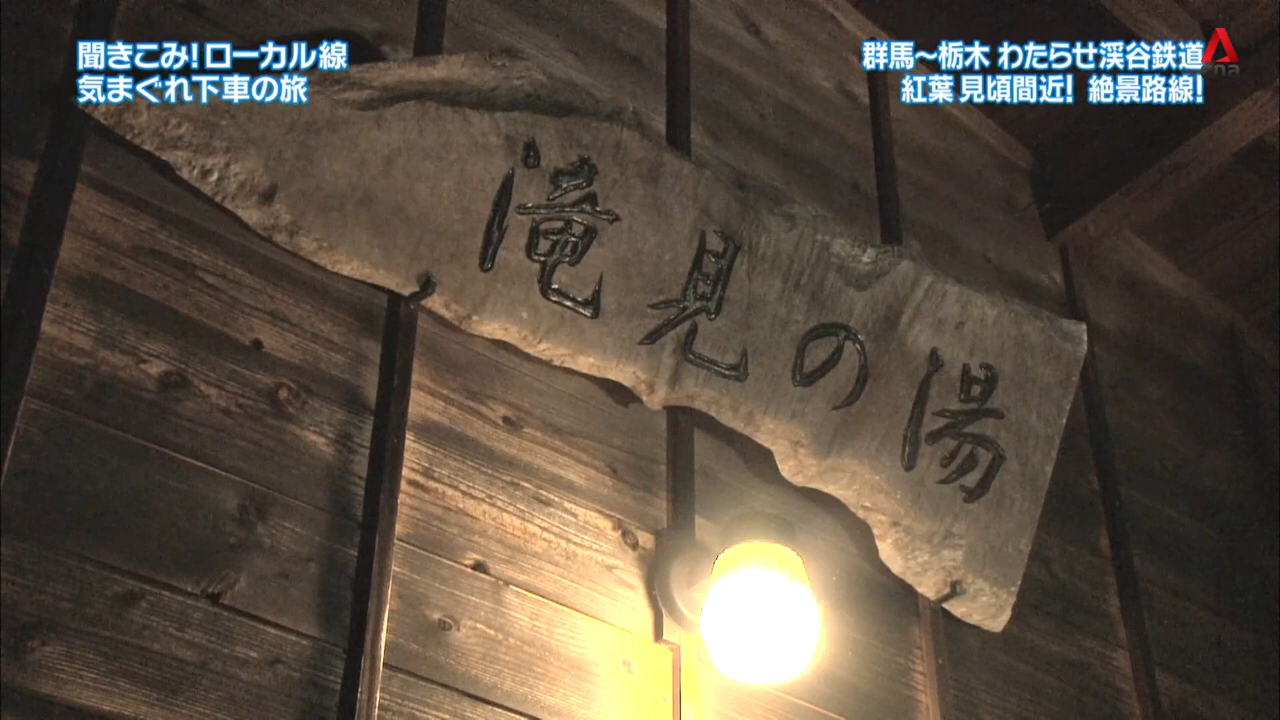 聞きこみ!ローカル線
気まぐれ下車の旅
群馬〜栃木 わたらせ渓谷鉄道
紅葉 見頃間近! 絶景路線!
滝見の湯